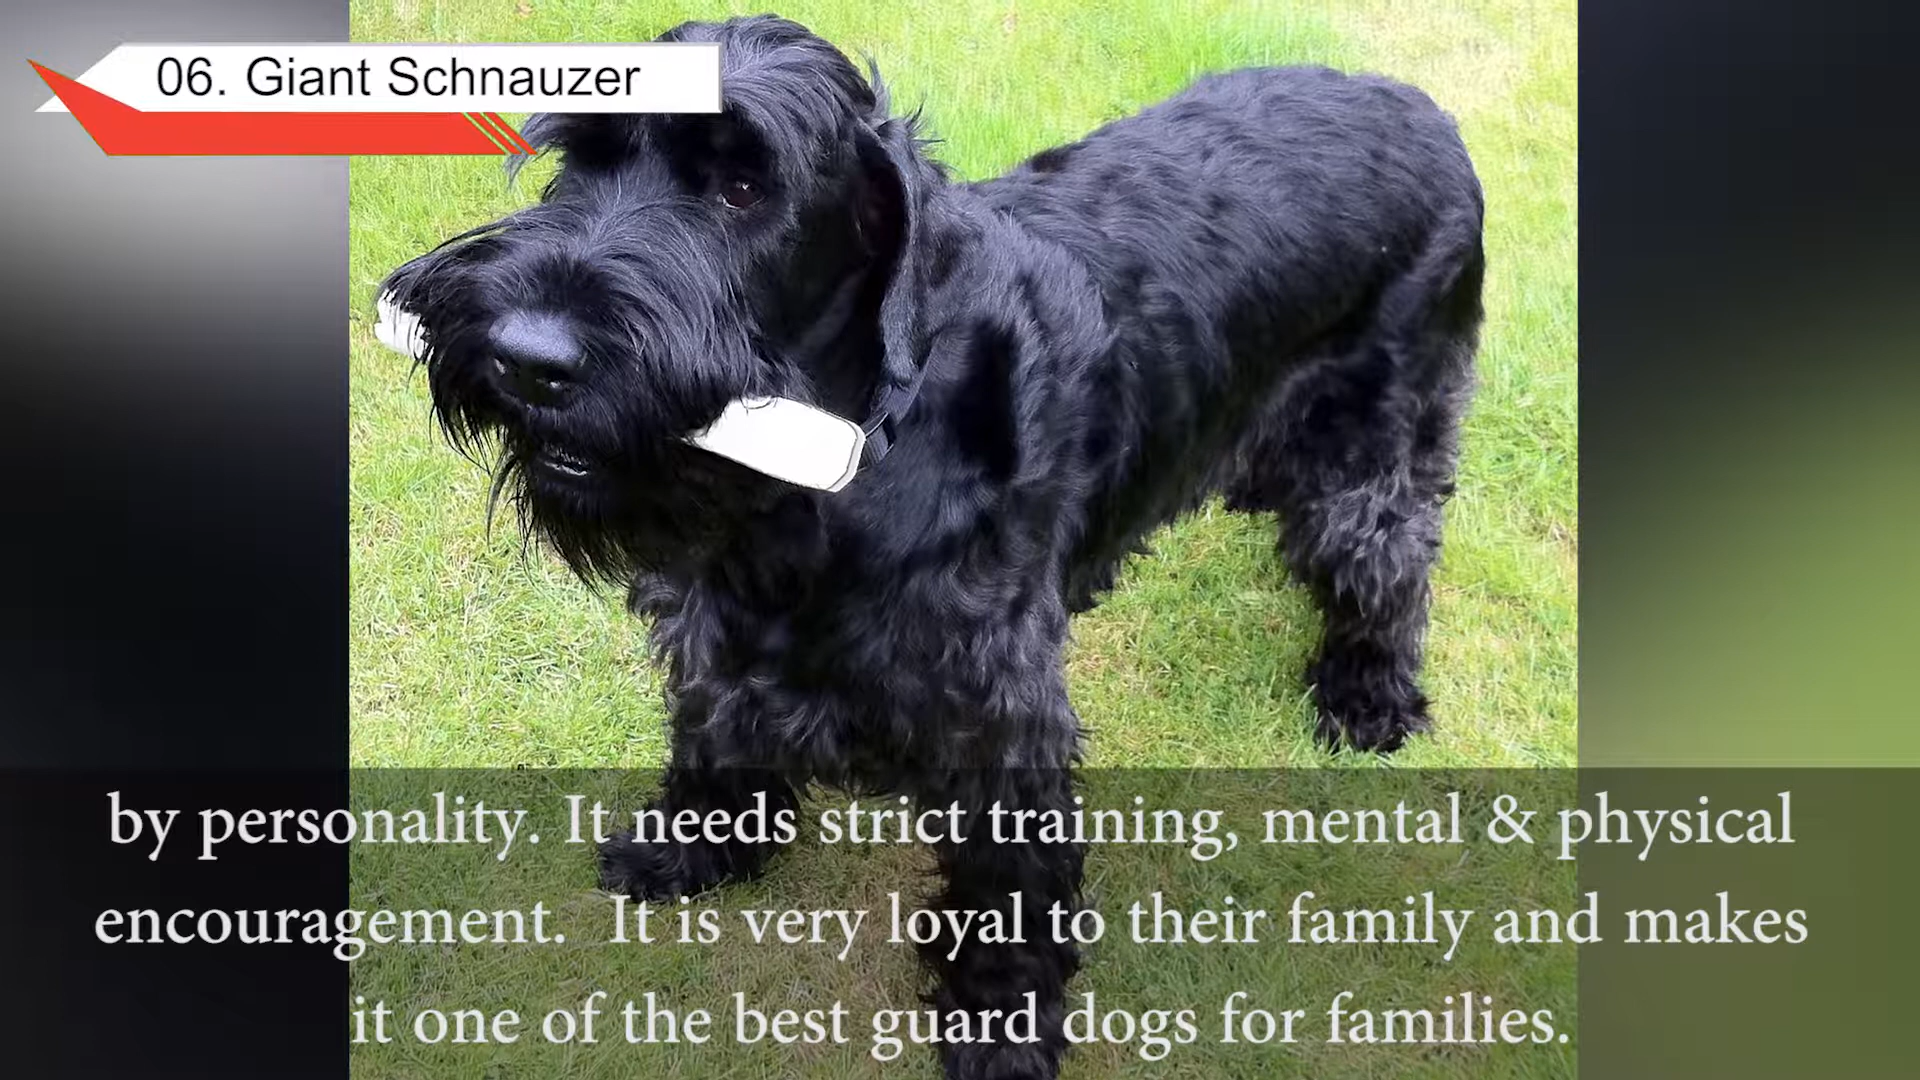 06. Giant Schnauzer
by personality. It needs strict training, mental & physical
encouragement.  It is very loyal to their family and makes
it one of the best guard dogs for families.